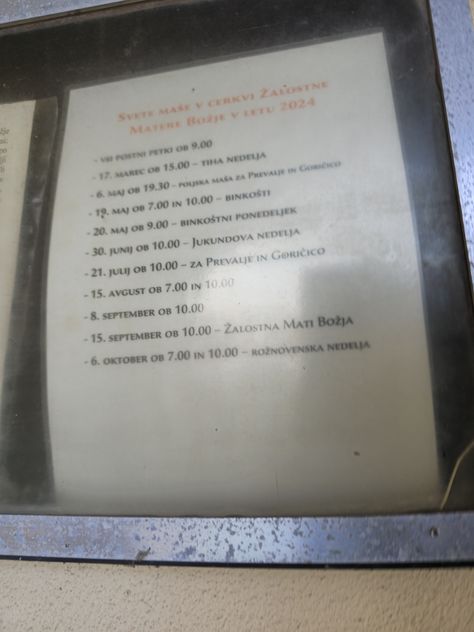 Svete maše v cerkvi Žalostne
Matere Božje v letu 2024
- vsi postni petki ob 9.00
- 17. marec ob 15.00 – tiha nedelja
- 6. maj ob 19.30 – poljska maša za Prevalje in Goričico
- 19. maj ob 7.00 in 10.00 – binkošti
- 20. maj ob 9.00 – binkoštni ponedeljek
- 30. junij ob 10.00 – Jukundova nedelja
- 21. julij ob 10.00 – za Prevalje in Goričico
- 15. avgust ob 7.00 in 10.00
- 8. september ob 10.00
- 15. september ob 10.00 – Žalostna Mati Božja
- 6. oktober ob 7.00 in 10.00 – rožnovenska nedelja